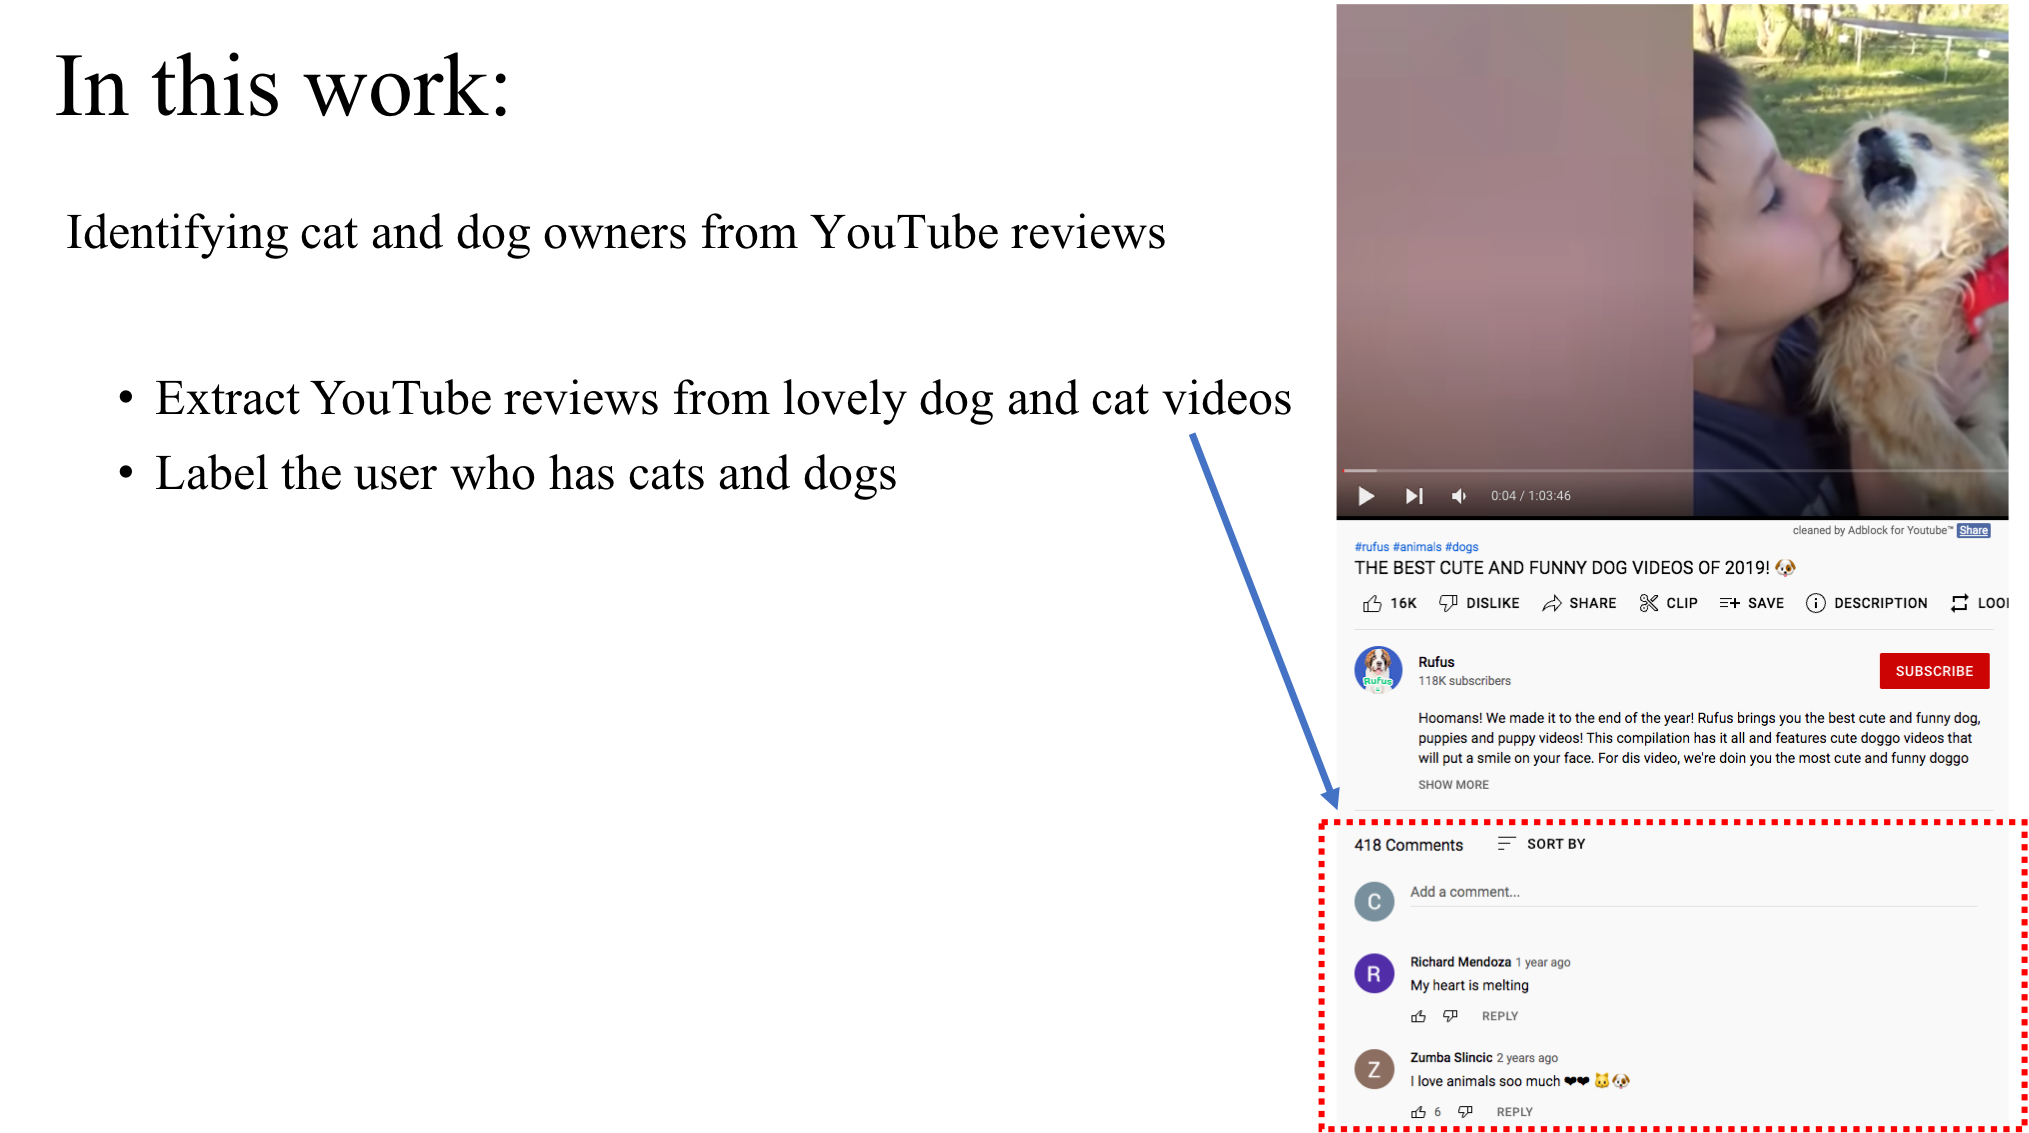 In this work:
Identifying cat and dog owners from YouTube reviews
• Extract YouTube reviews from lovely dog and cat videos
• Label the user who has cats and dogs
0:04 / 1:03:46
cleaned by Adblock for Youtube™ Share
#rufus #animals #dogs
THE BEST CUTE AND FUNNY DOG VIDEOS OF 2019! 🐶
16K DISLIKE SHARE CLIP SAVE DESCRIPTION LOOP
Rufus
Rufus
118K subscribers
SUBSCRIBE
Hoomans! We made it to the end of the year! Rufus brings you the best cute and funny dog,
puppies and puppy videos! This compilation has it all and features cute doggo videos that
will put a smile on your face. For dis video, we're doin you the most cute and funny doggo
SHOW MORE
418 Comments SORT BY
C Add a comment...
R Richard Mendoza 1 year ago
My heart is melting
REPLY
Z Zumba Slincic 2 years ago
I love animals soo much ❤❤ 🐱🐶
6 REPLY